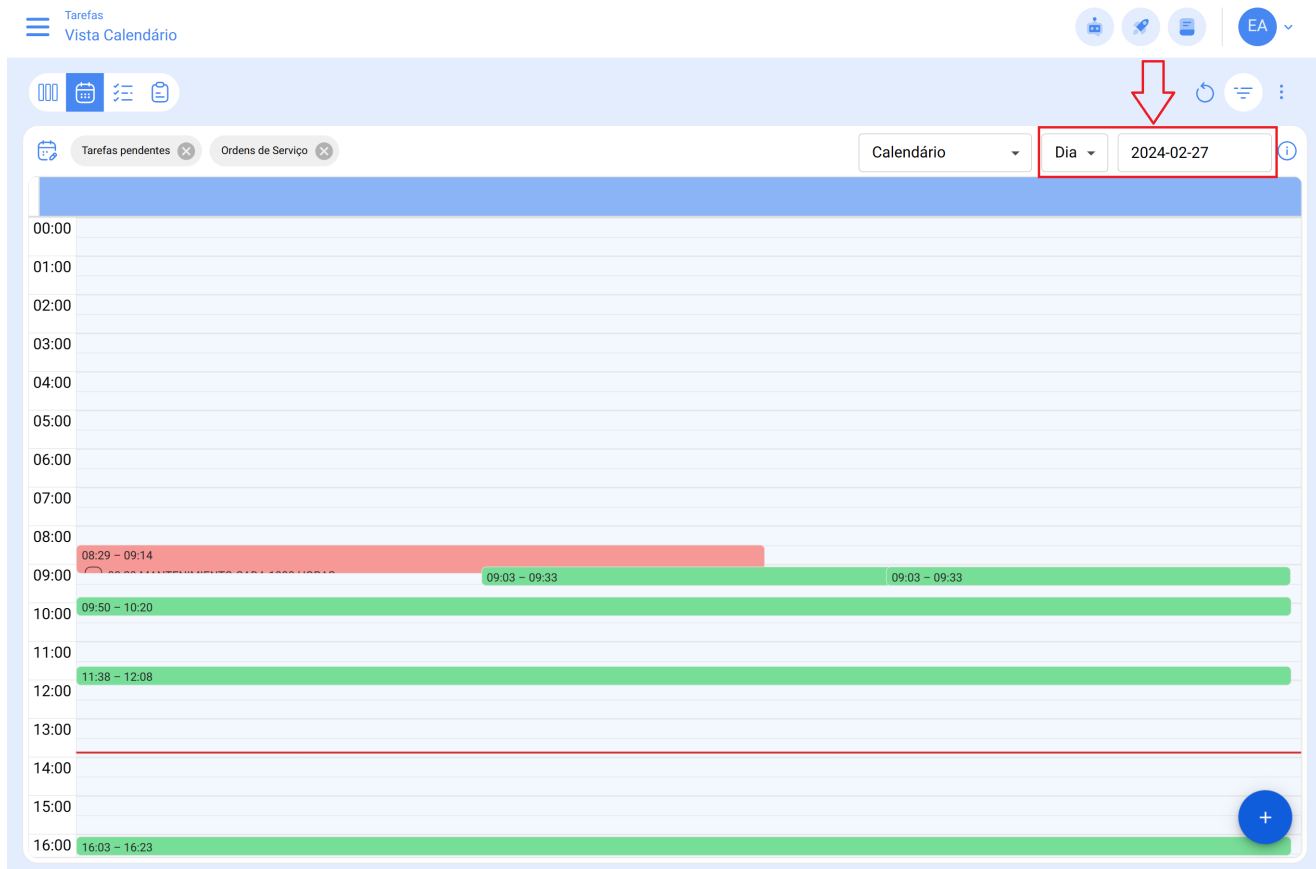 Tarefas
Vista Calendário
EA
Tarefas pendentes
Ordens de Serviço
Calendário
Dia
2024-02-27
00:00
01:00
02:00
03:00
04:00
05:00
06:00
07:00
08:00
08:29 – 09:14
09:00
09:03 – 09:33
09:03 – 09:33
09:50 – 10:20
10:00
11:00
11:38 – 12:08
12:00
13:00
14:00
15:00
16:00
16:03 – 16:23